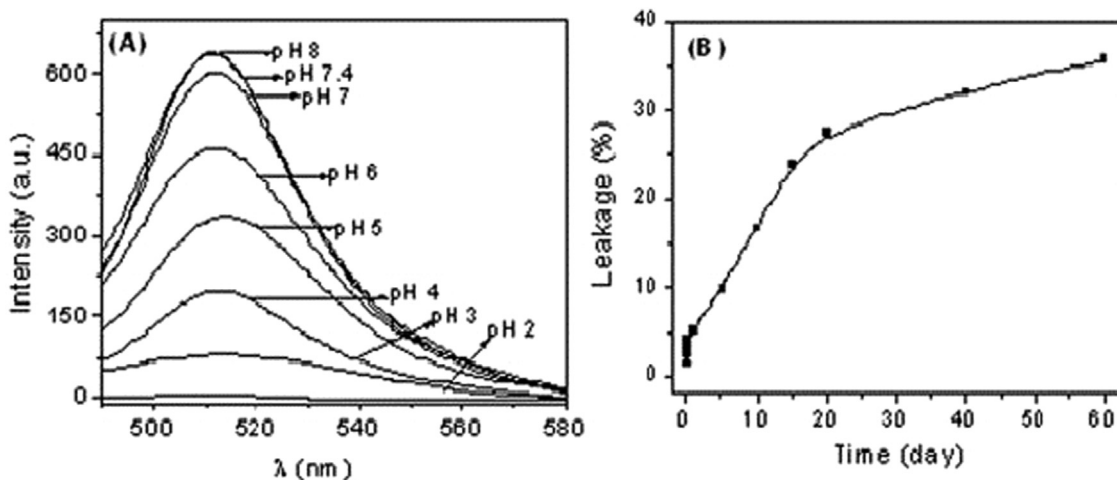 (A)
pH 8
pH 7.4
pH 7
pH 6
pH 5
pH 4
pH 3
pH 2
600
450
300
150
0
Intensity (a.u.)
500 520 540 560 580
λ (nm)
(B)
40
30
20
10
0
Leakage (%)
0 10 20 30 40 50 60
Time (day)